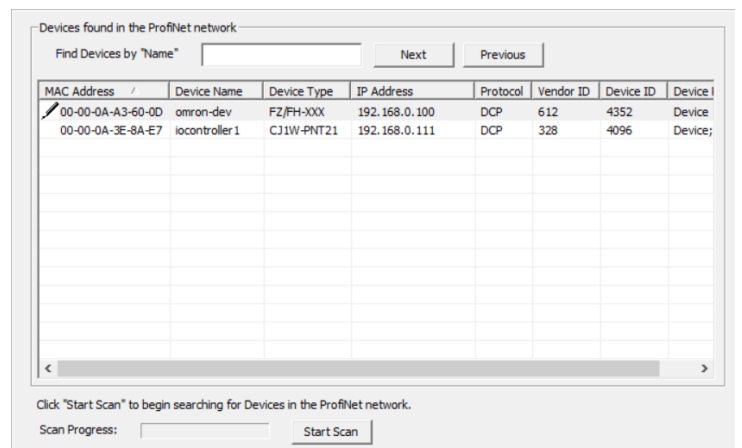 Devices found in the ProfiNet network
Find Devices by "Name" Next Previous
MAC Address Device Name Device Type IP Address Protocol Vendor ID Device ID Device
00-00-0A-A3-60-0D omron-dev FZ/FH-XXX 192.168.0.100 DCP 612 4352 Device
00-00-0A-3E-8A-E7 iocontroller1 CJ1W-PNT21 192.168.0.111 DCP 328 4096 Device;
Click "Start Scan" to begin searching for Devices in the ProfiNet network.
Scan Progress: Start Scan